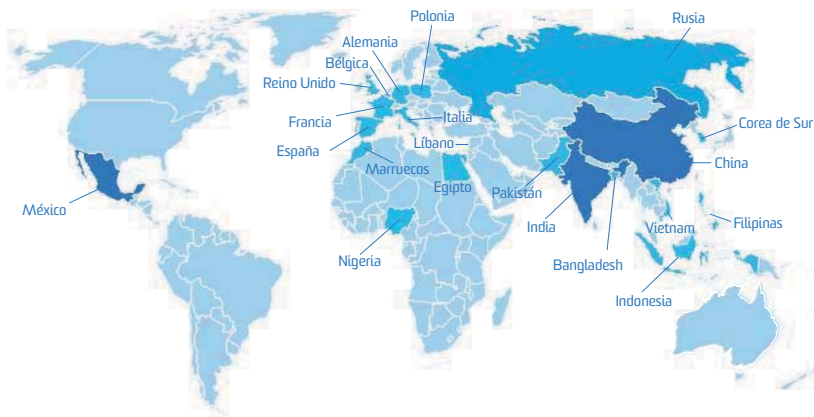 Polonia
Alemania
Rusia
Bélgica
Reino Unido
Francia
Italia
Corea de Sur
España
Líbano
China
Marruecos
Egipto
Pakistán
México
India
Vietnam
Filipinas
Nigeria
Bangladesh
Indonesia